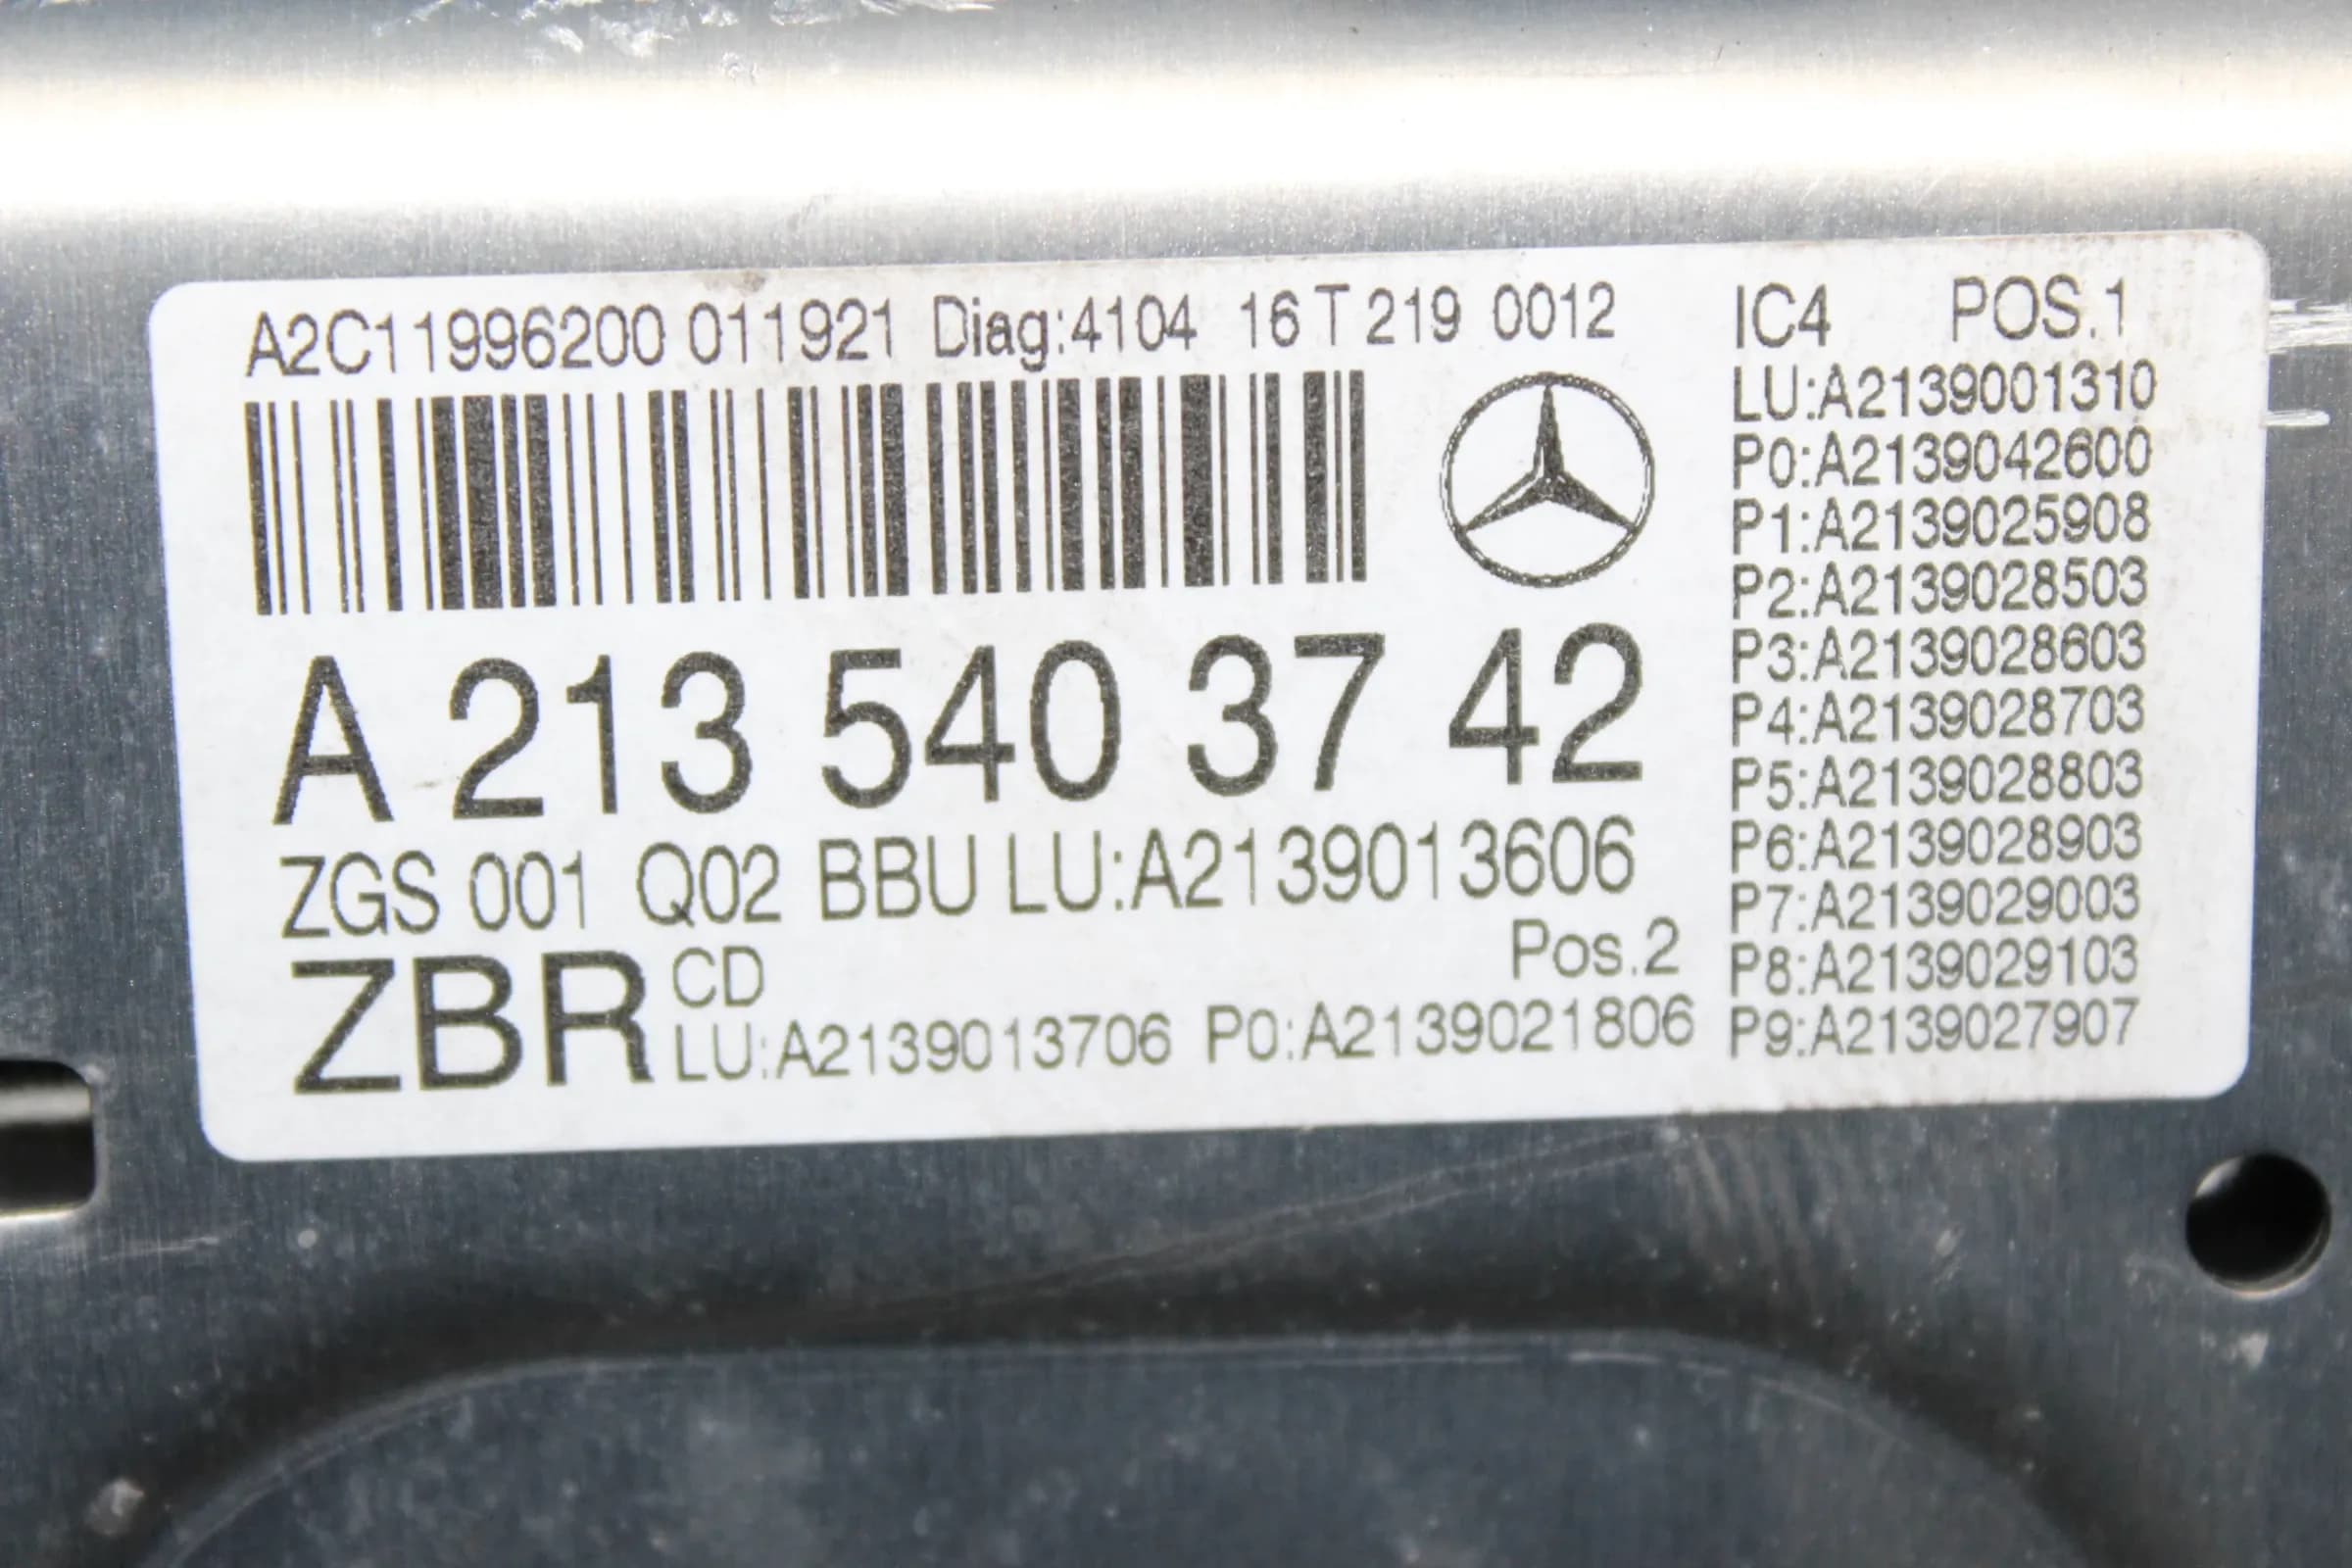 A2C11996200 011921 Diag:4104 16 T 219 0012
A 213 540 37 42
ZGS 001 Q02 BBU LU:A2139013606
Pos.2
ZBR CD
LU:A2139013706 P0:A2139021806
IC4 POS.1
LU:A2139001310
P0:A2139042600
P1:A2139025908
P2:A2139028503
P3:A2139028603
P4:A2139028703
P5:A2139028803
P6:A2139028903
P7:A2139029003
P8:A2139029103
P9:A2139027907